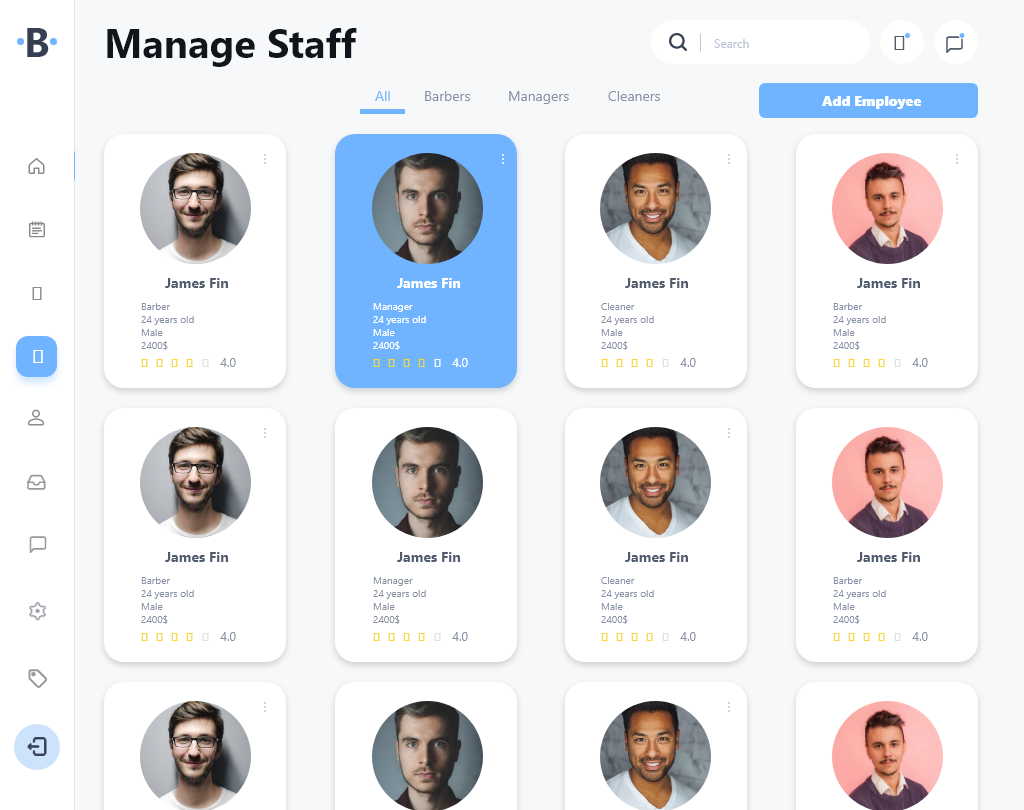 B
Manage Staff
Search
All Barbers Managers Cleaners
Add Employee
James Fin
Barber
24 years old
Male
2400$
4.0
James Fin
Manager
24 years old
Male
2400$
4.0
James Fin
Cleaner
24 years old
Male
2400$
4.0
James Fin
Barber
24 years old
Male
2400$
4.0
James Fin
Barber
24 years old
Male
2400$
4.0
James Fin
Manager
24 years old
Male
2400$
4.0
James Fin
Cleaner
24 years old
Male
2400$
4.0
James Fin
Barber
24 years old
Male
2400$
4.0